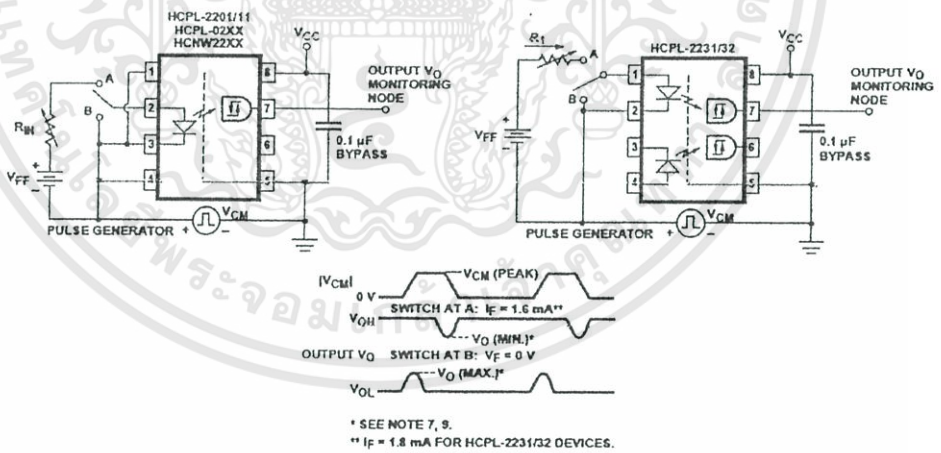 HCPL-2201/11
HCPL-02XX
HCNW22XX
VCC
A
B
RIN
VFF
+
–
1
2
3
4
8
7
6
5
OUTPUT VO
MONITORING
NODE
0.1 µF
BYPASS
PULSE GENERATOR
+
–
VCM
R1
A
HCPL-2231/32
VCC
B
VFF
+
–
1
2
3
4
8
7
6
5
OUTPUT VO
MONITORING
NODE
0.1 µF
BYPASS
PULSE GENERATOR
+
–
VCM
|VCM|
0 V
VCM (PEAK)
SWITCH AT A: IF = 1.6 mA**
VOH
VO (MIN.)*
OUTPUT VO SWITCH AT B: VF = 0 V
VO (MAX.)*
VOL
* SEE NOTE 7, 9.
** IF = 1.8 mA FOR HCPL-2231/32 DEVICES.